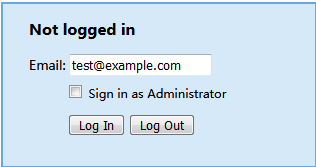 Not logged in
Email: test@example.com
Sign in as Administrator
Log In Log Out